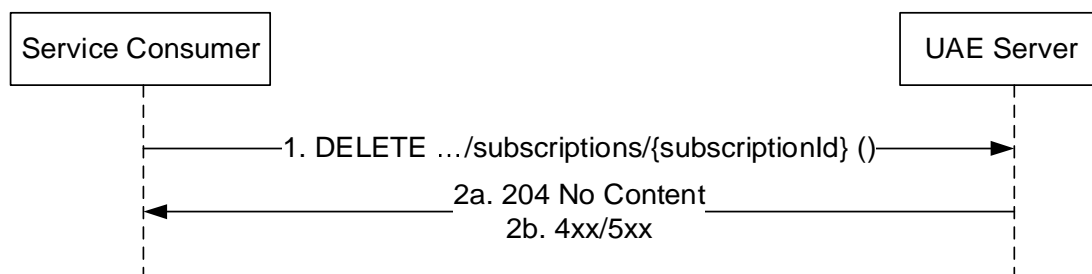 Service Consumer
UAE Server
1. DELETE …/subscriptions/{subscriptionId} ()
2a. 204 No Content
2b. 4xx/5xx